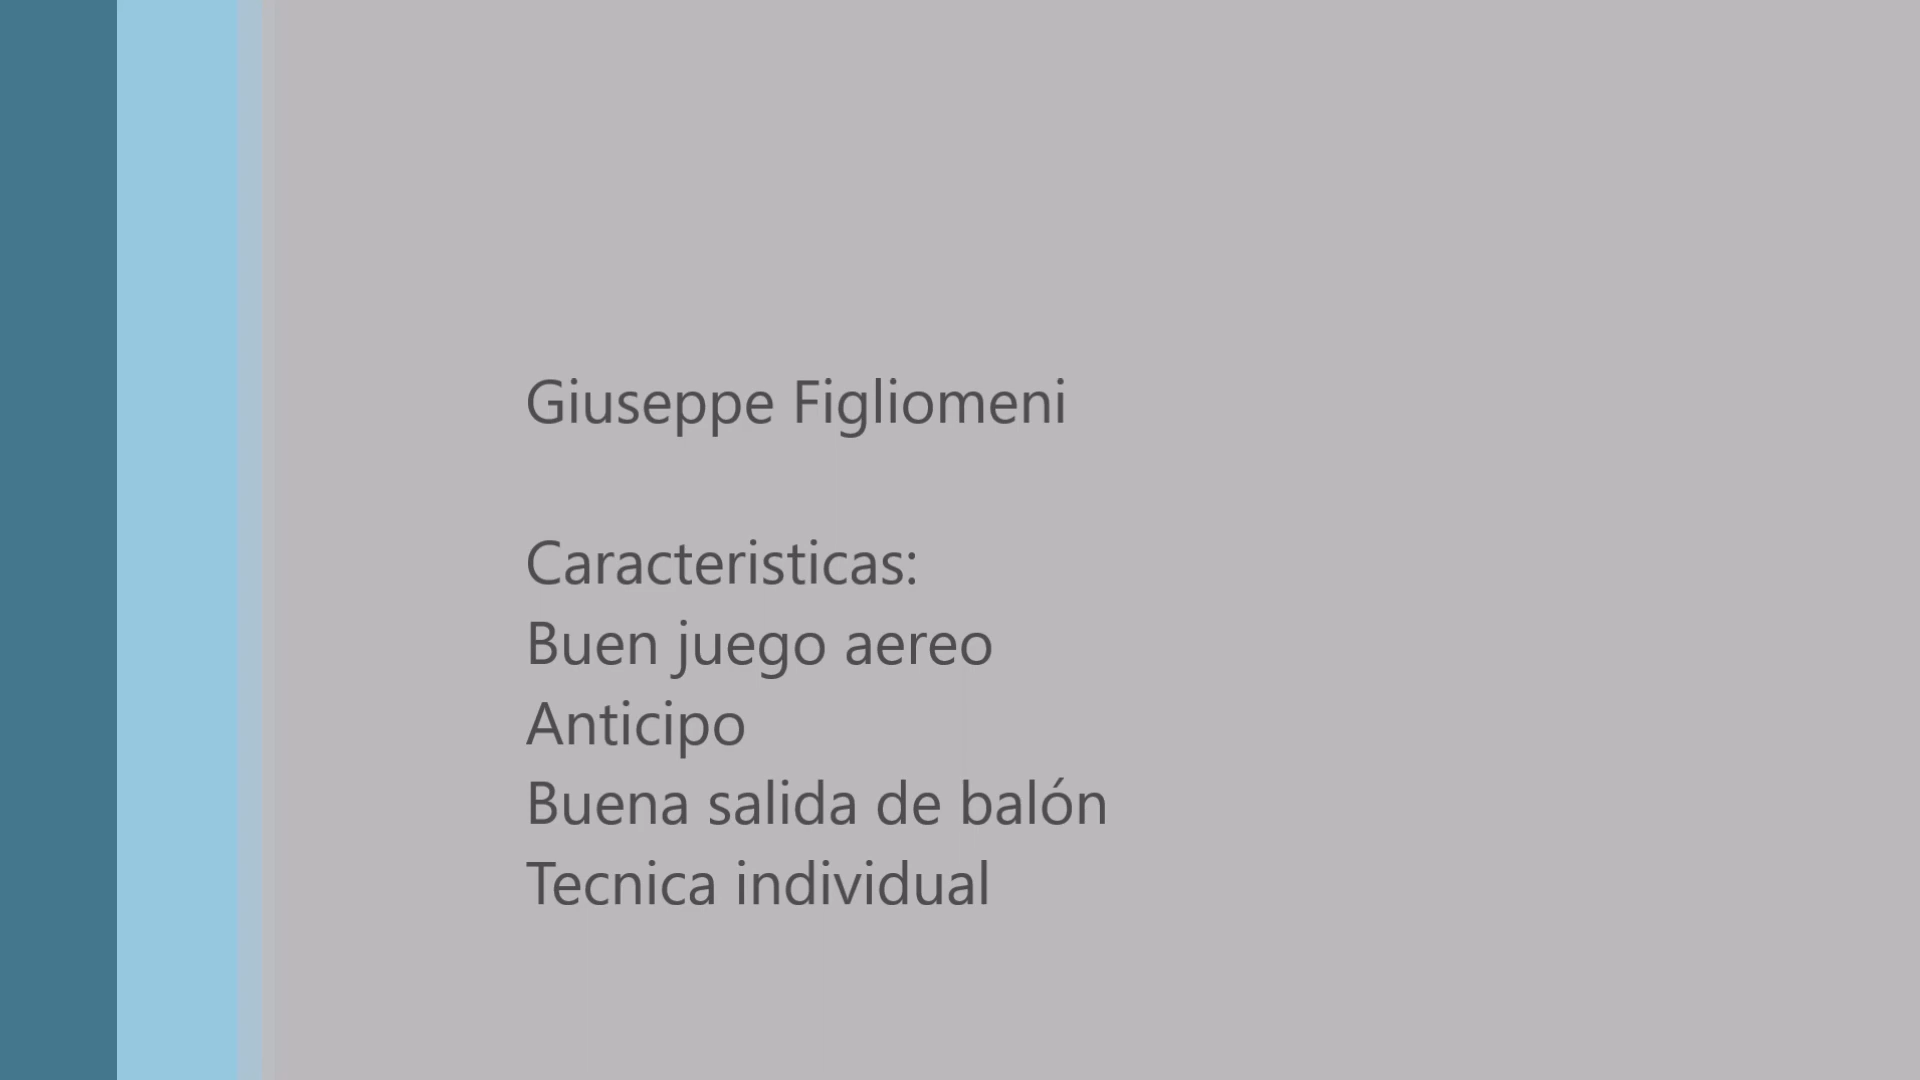 Giuseppe Figliomeni
Caracteristicas:
Buen juego aereo
Anticipo
Buena salida de balón
Tecnica individual